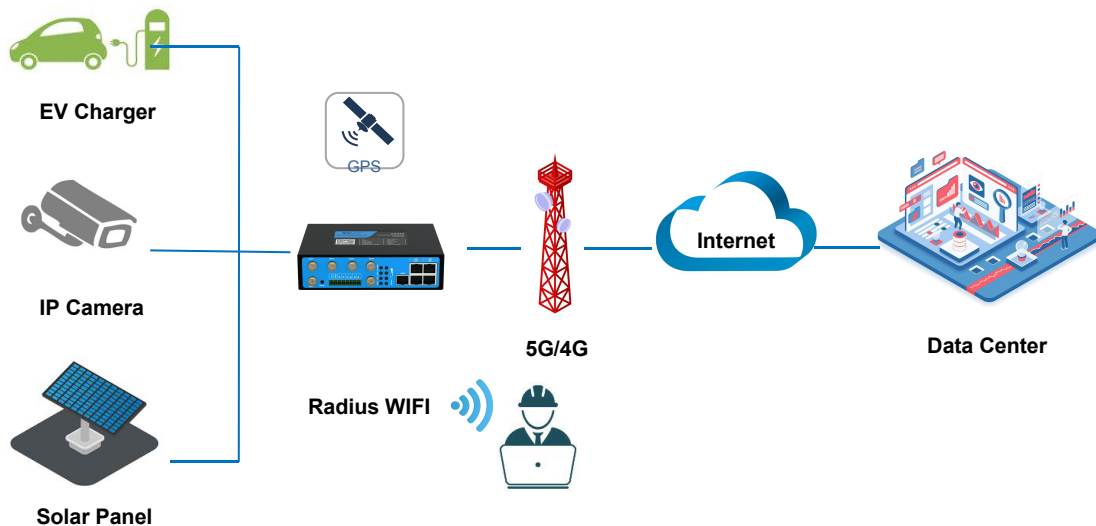 EV Charger
GPS
IP Camera
Internet
5G/4G
Data Center
Radius WIFI
Solar Panel